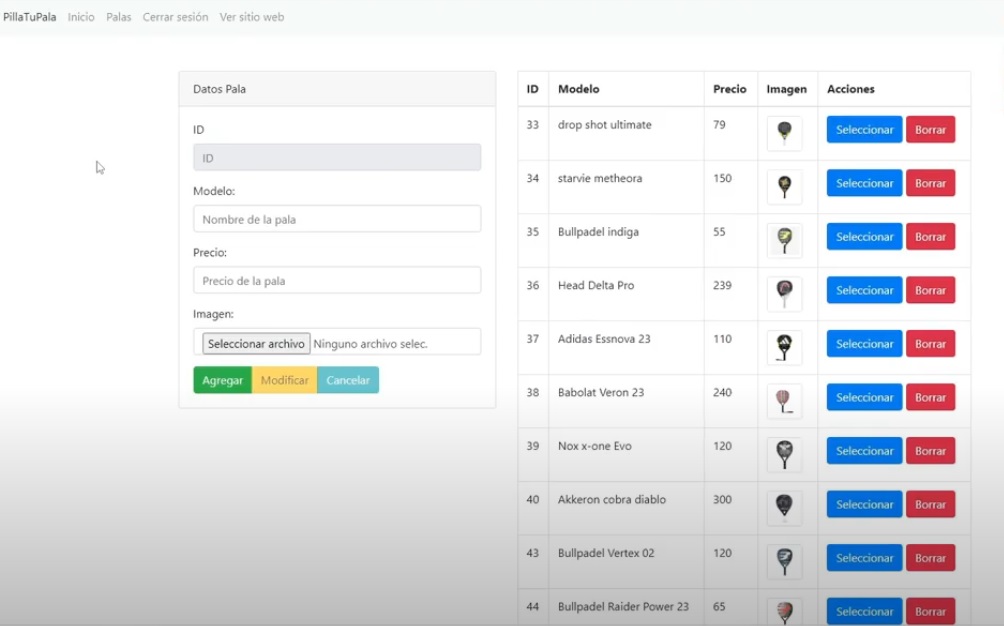 PillaTuPala Inicio Palas Cerrar sesión Ver sitio web
Datos Pala
ID
ID
Modelo:
Nombre de la pala
Precio:
Precio de la pala
Imagen:
Seleccionar archivo Ninguno archivo selec.
Agregar Modificar Cancelar
ID Modelo Precio Imagen Acciones
33 drop shot ultimate 79 Seleccionar Borrar
34 starvie metheora 150 Seleccionar Borrar
35 Bullpadel indiga 55 Seleccionar Borrar
36 Head Delta Pro 239 Seleccionar Borrar
37 Adidas Essnova 23 110 Seleccionar Borrar
38 Babolat Veron 23 240 Seleccionar Borrar
39 Nox x-one Evo 120 Seleccionar Borrar
40 Akkeron cobra diablo 300 Seleccionar Borrar
43 Bullpadel Vertex 02 120 Seleccionar Borrar
44 Bullpadel Raider Power 23 65 Seleccionar Borrar